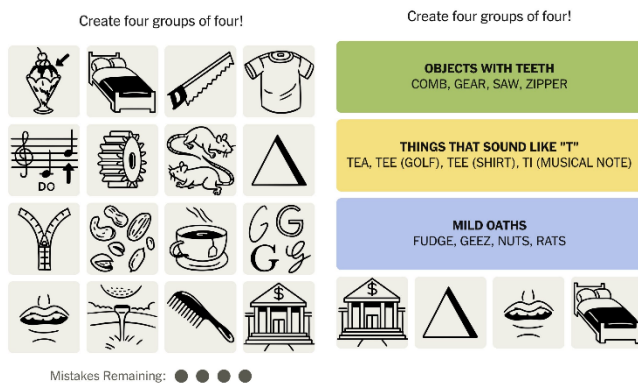 Create four groups of four!
DO
$
G G
G G
$
Mistakes Remaining:
Create four groups of four!
OBJECTS WITH TEETH
COMB, GEAR, SAW, ZIPPER
THINGS THAT SOUND LIKE "T"
TEA, TEE (GOLF), TEE (SHIRT), TI (MUSICAL NOTE)
MILD OATHS
FUDGE, GEEZ, NUTS, RATS
$